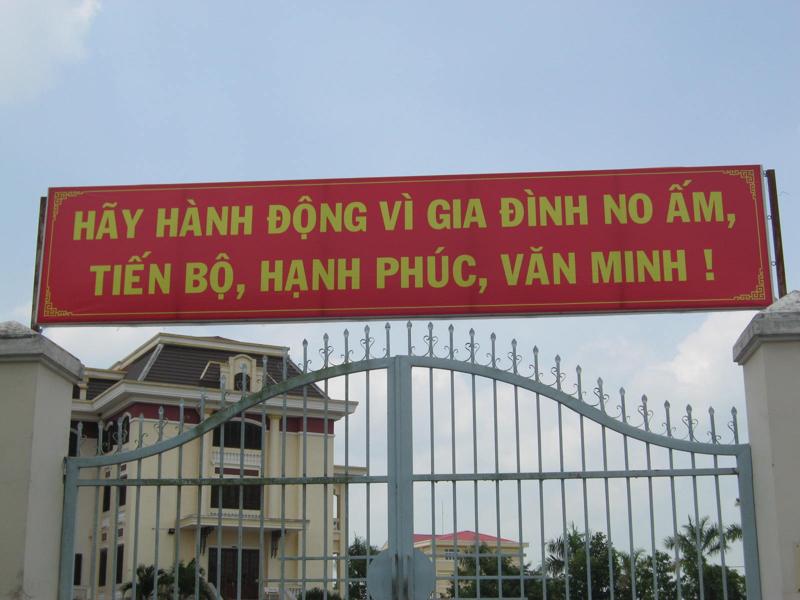 HÃY HÀNH ĐỘNG VÌ GIA ĐÌNH NO ẤM,
TIẾN BỘ, HẠNH PHÚC, VĂN MINH !